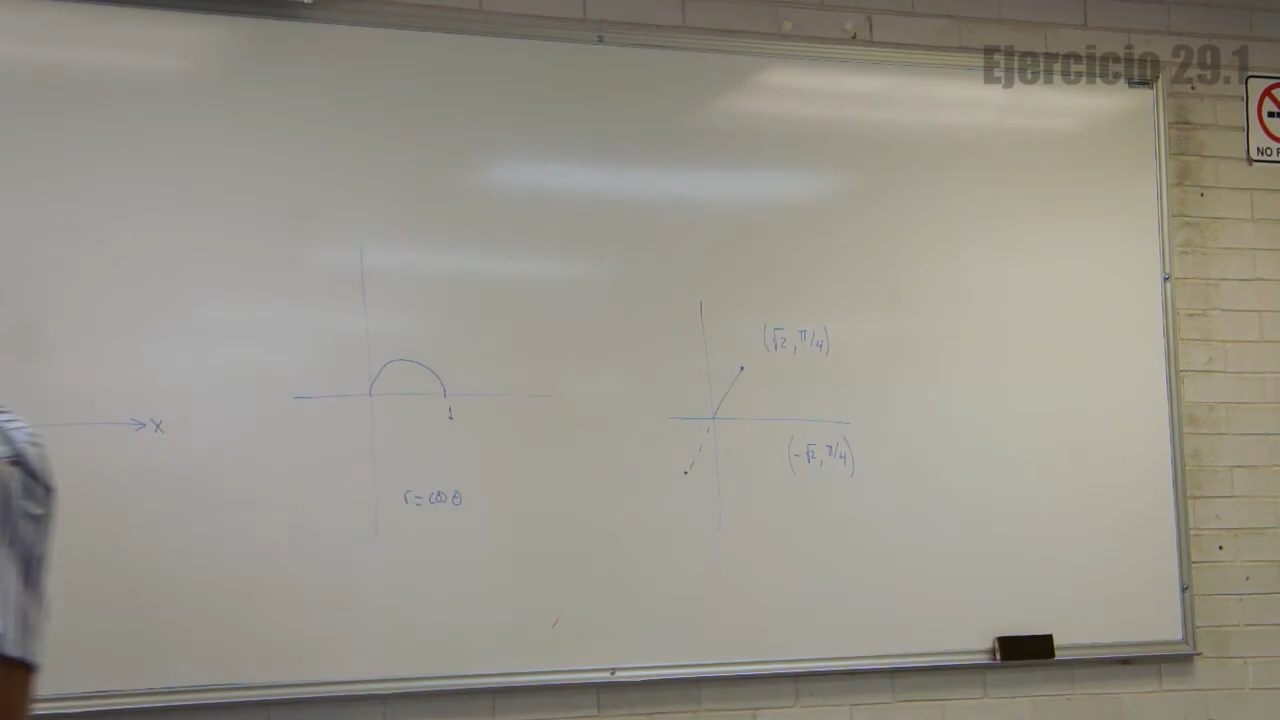 Ejercicio 29.1
NO F
X
1
r = cos θ
(√2, π/4)
(-√2, π/4)